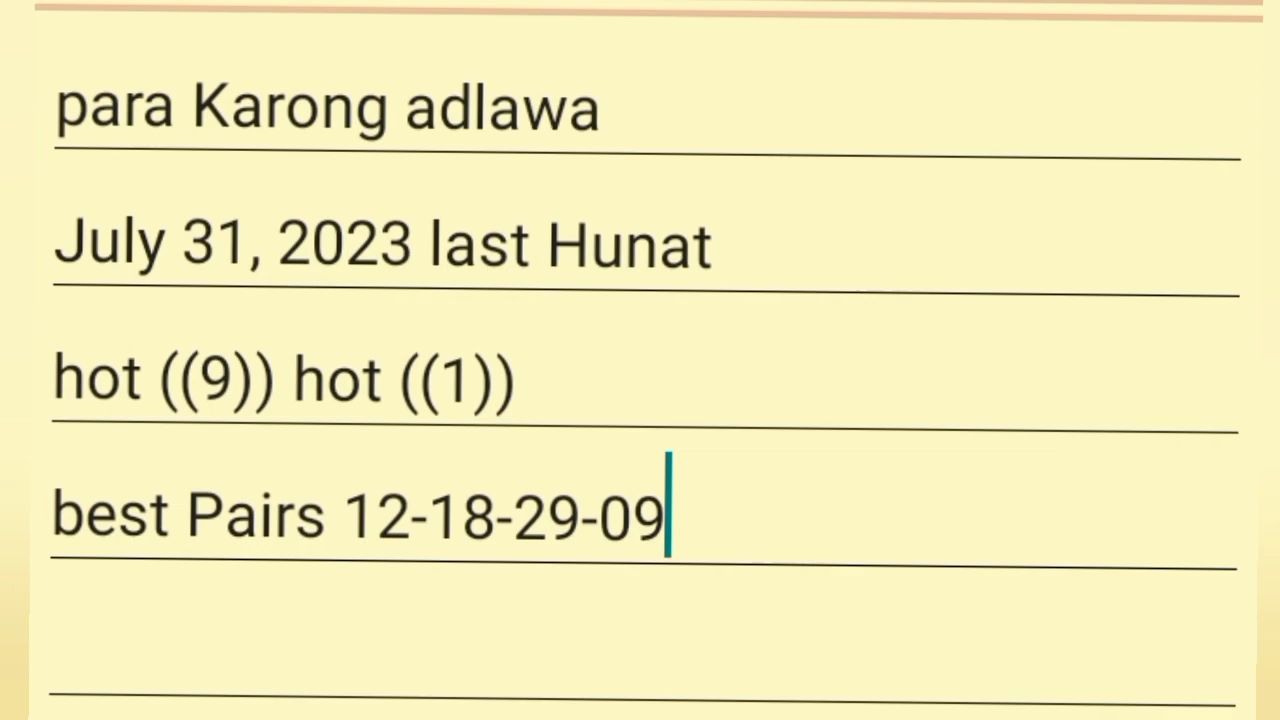 para Karong adlawa
July 31, 2023 last Hunat
hot ((9)) hot ((1))
best Pairs 12-18-29-09